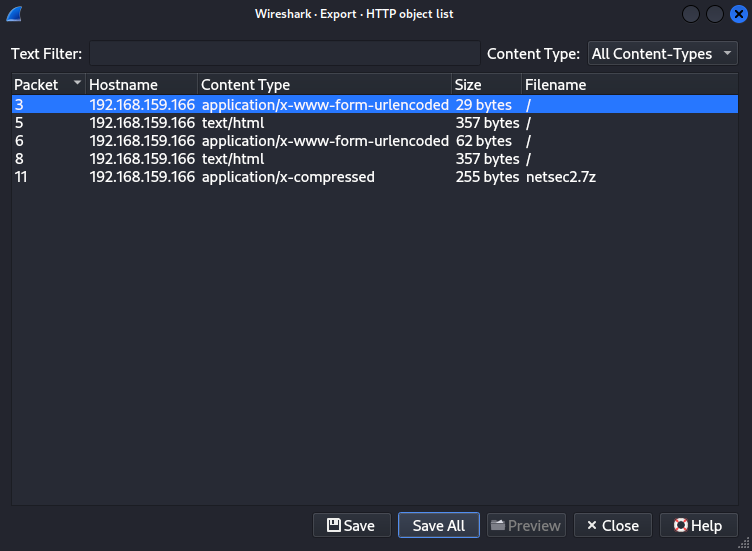 Wireshark · Export · HTTP object list
Text Filter: Content Type: All Content-Types
Packet Hostname Content Type Size Filename
3 192.168.159.166 application/x-www-form-urlencoded 29 bytes /
5 192.168.159.166 text/html 357 bytes /
6 192.168.159.166 application/x-www-form-urlencoded 62 bytes /
8 192.168.159.166 text/html 357 bytes /
11 192.168.159.166 application/x-compressed 255 bytes netsec2.7z
Save Save All Preview Close Help